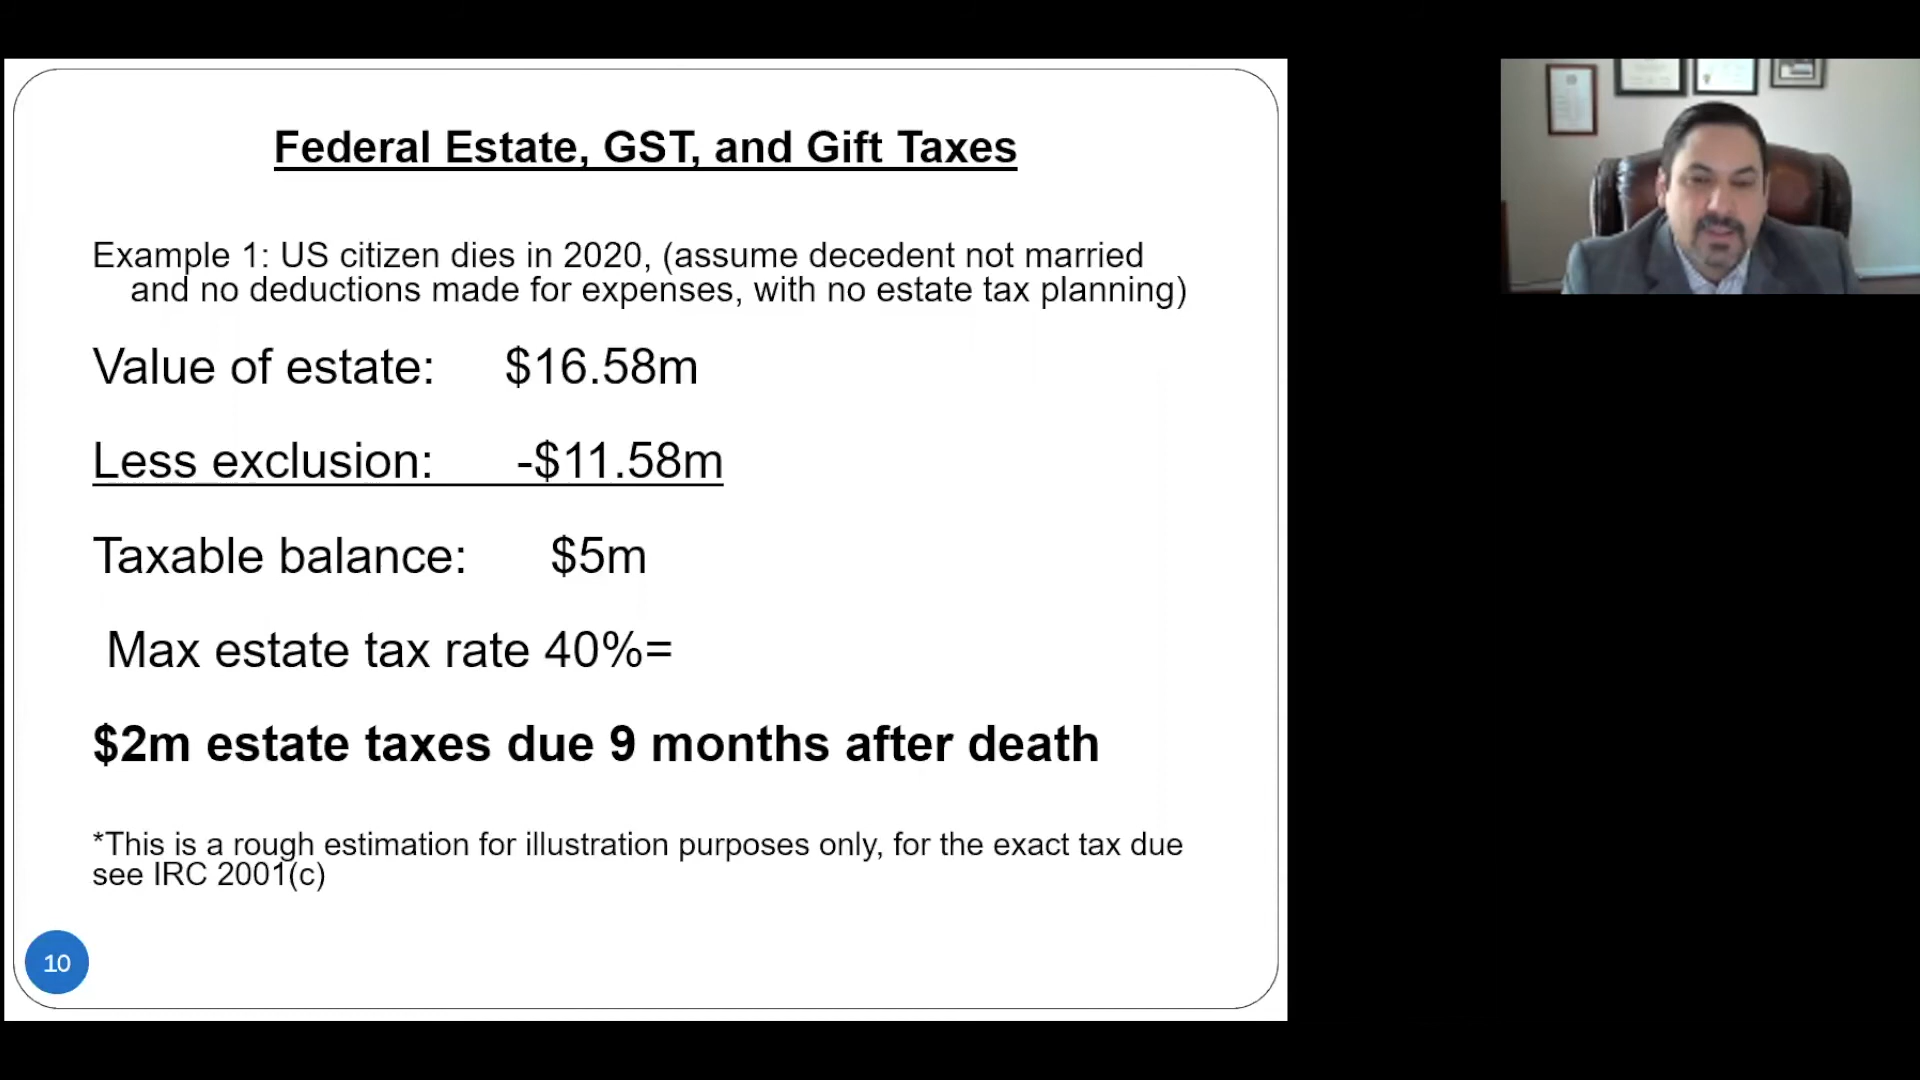 Federal Estate, GST, and Gift Taxes
Example 1: US citizen dies in 2020, (assume decedent not married
and no deductions made for expenses, with no estate tax planning)
Value of estate: $16.58m
Less exclusion: -$11.58m
Taxable balance: $5m
Max estate tax rate 40%=
$2m estate taxes due 9 months after death
*This is a rough estimation for illustration purposes only, for the exact tax due
see IRC 2001(c)
10